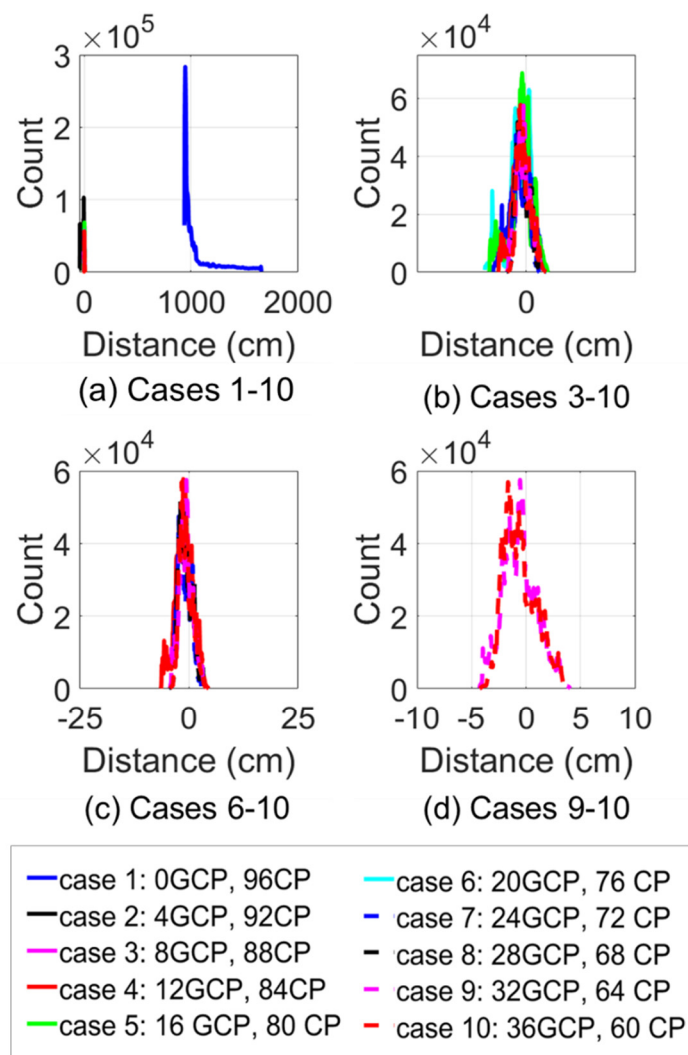 ×10^5
3
2
1
0
Count
0 1000 2000
Distance (cm)
(a) Cases 1-10
×10^4
6
4
2
0
Count
0
Distance (cm)
(b) Cases 3-10
×10^4
6
4
2
0
Count
-25 0 25
Distance (cm)
(c) Cases 6-10
×10^4
6
4
2
0
Count
-10 -5 0 5 10
Distance (cm)
(d) Cases 9-10
case 1: 0GCP, 96CP
case 2: 4GCP, 92CP
case 3: 8GCP, 88CP
case 4: 12GCP, 84CP
case 5: 16 GCP, 80 CP
case 6: 20GCP, 76 CP
case 7: 24GCP, 72 CP
case 8: 28GCP, 68 CP
case 9: 32GCP, 64 CP
case 10: 36GCP, 60 CP